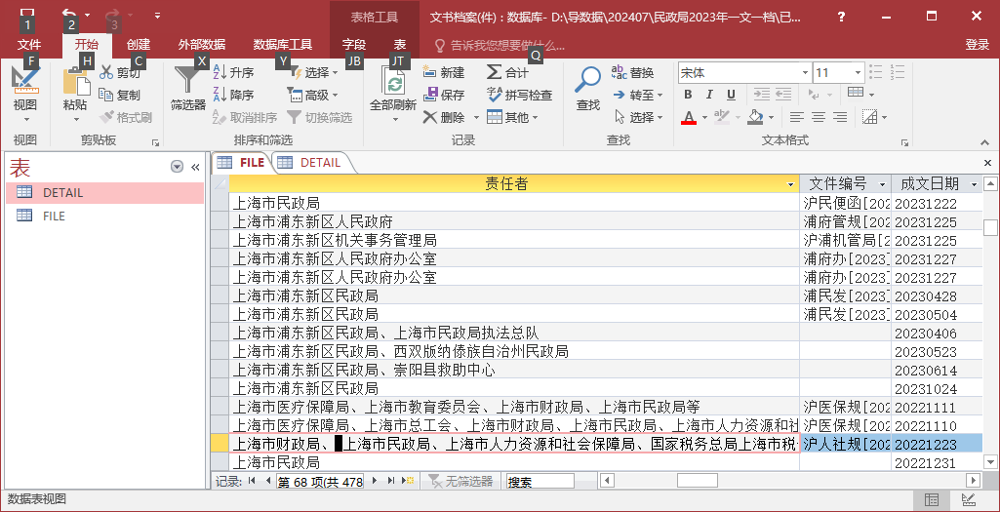 表格工具
文书档案(件) : 数据库- D:\导数据\202407\民政局2023年一文一档\已...
?
1
2
3
文件
开始
创建
外部数据
数据库工具
字段
表
告诉我您想要做什么...
登录
F
H
C
X
Y
JB
JT
Q
视图
粘贴
剪切
复制
格式刷
筛选器
升序
降序
取消排序
选择
高级
切换筛选
全部刷新
新建
保存
删除
合计
拼写检查
其他
查找
替换
转至
选择
宋体
11
B I U
A
视图
剪贴板
排序和筛选
记录
查找
文本格式
表
«
DETAIL
FILE
FILE
DETAIL
责任者 文件编号 成文日期
上海市民政局 沪民便函[202 20231222
上海市浦东新区人民政府 浦府管规[202 20231225
上海市浦东新区机关事务管理局 沪浦机管局[2 20231225
上海市浦东新区人民政府办公室 浦府办[2023] 20231227
上海市浦东新区人民政府办公室 浦府办[2023] 20231227
上海市浦东新区民政局 浦民发[2023] 20230428
上海市浦东新区民政局 浦民发[2023] 20230504
上海市浦东新区民政局、上海市民政局执法总队 20230406
上海市浦东新区民政局、西双版纳傣族自治州民政局 20230523
上海市浦东新区民政局、崇阳县救助中心 20230614
上海市浦东新区民政局 20231024
上海市医疗保障局、上海市教育委员会、上海市财政局、上海市民政局等 沪医保规[202 20221111
上海市医疗保障局、上海市总工会、上海市财政局、上海市民政局、上海市人力资源和社 沪医保规[202 20221110
上海市财政局、 上海市民政局、上海市人力资源和社会保障局、国家税务总局上海市税 沪人社规[202 20221223
上海市民政局 20221231
记录: 第 68 项(共 478 无筛选器 搜索
数据表视图